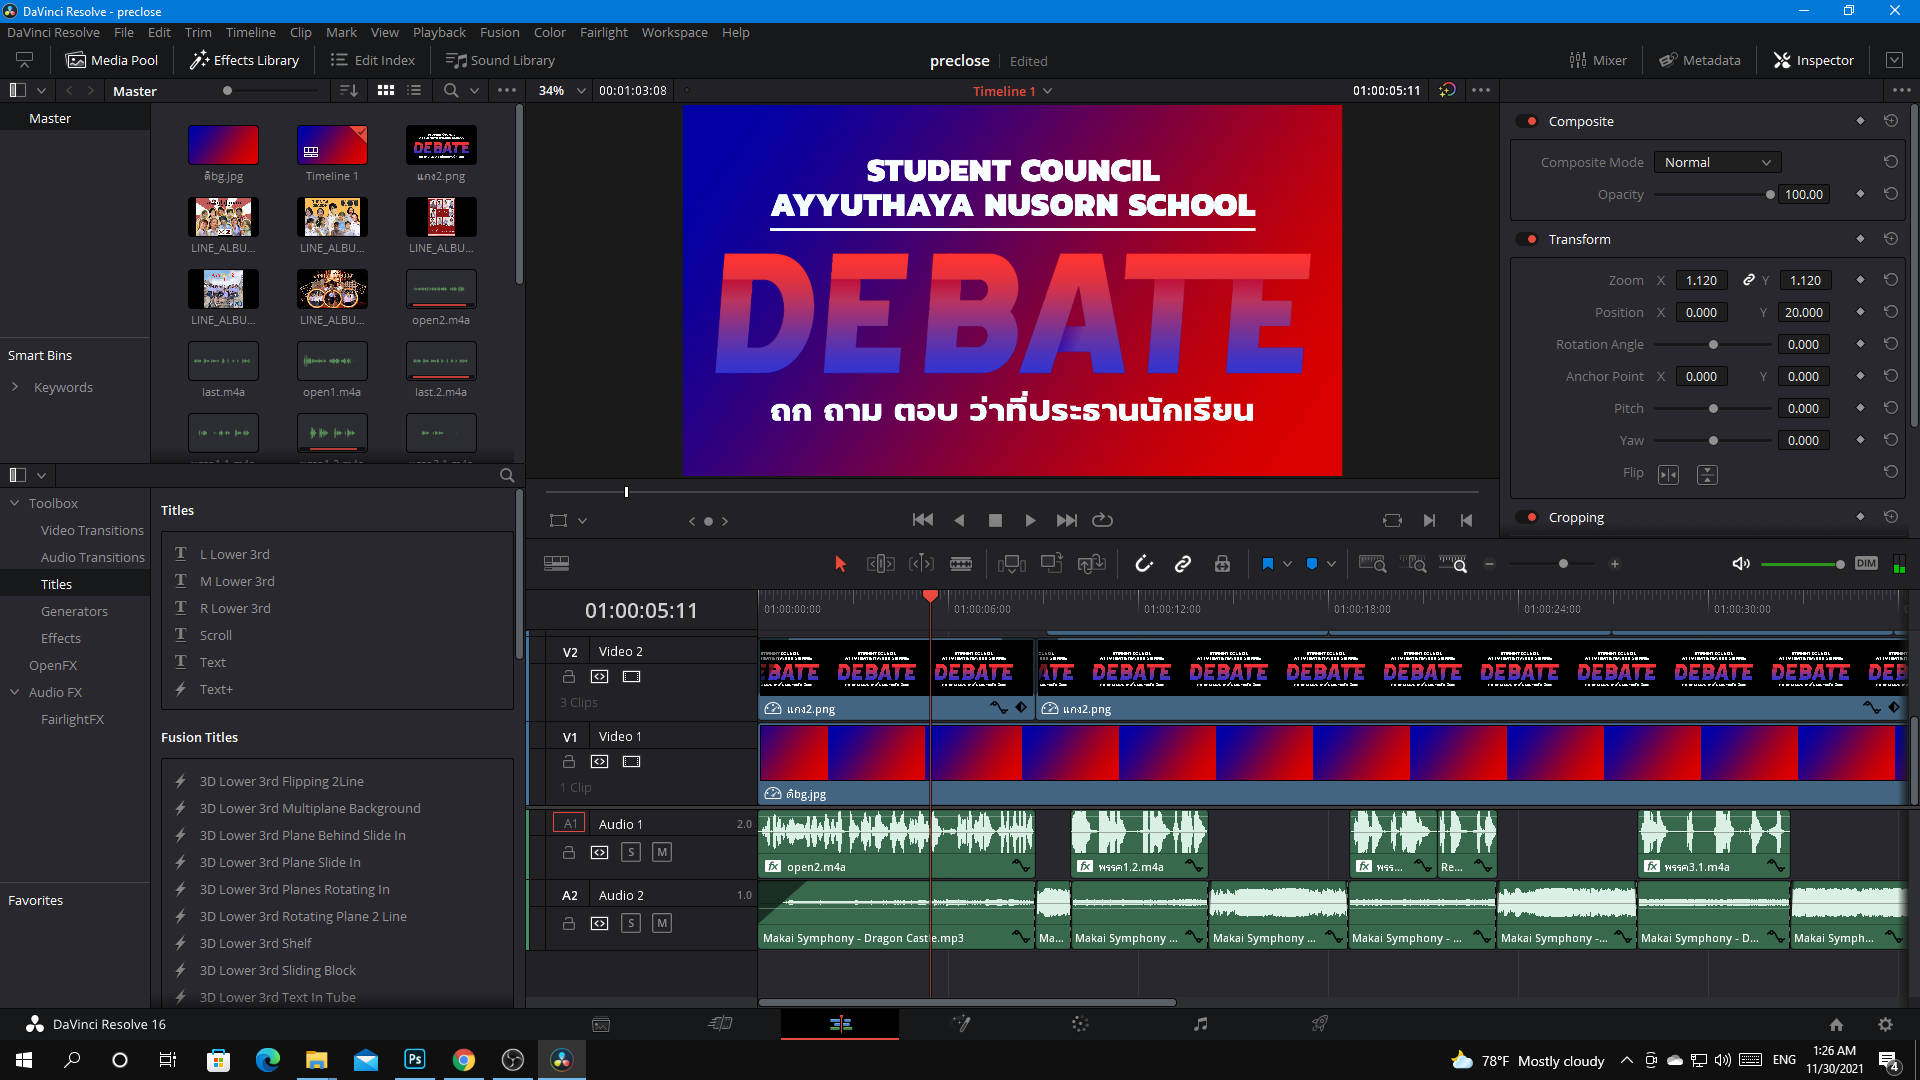 DaVinci Resolve - preclose
DaVinci Resolve File Edit Trim Timeline Clip Mark View Playback Fusion Color Fairlight Workspace Help
Media Pool Effects Library Edit Index Sound Library
preclose Edited
Mixer Metadata Inspector
Master
34% 00:01:03:08 Timeline 1 01:00:05:11
Master
ติbg.jpg Timeline 1 แกง2.png
LINE_ALBU... LINE_ALBU... LINE_ALBU...
LINE_ALBU... LINE_ALBU... open2.m4a
last.m4a open1.m4a last.2.m4a
Smart Bins
Keywords
STUDENT COUNCIL
AYYUTHAYA NUSORN SCHOOL
DEBATE
ถก ถาม ตอบ ว่าที่ประธานนักเรียน
Composite
Composite Mode Normal
Opacity 100.00
Transform
Zoom X 1.120 Y 1.120
Position X 0.000 Y 20.000
Rotation Angle 0.000
Anchor Point X 0.000 Y 0.000
Pitch 0.000
Yaw 0.000
Flip
Cropping
Toolbox
Video Transitions
Audio Transitions
Titles
Generators
Effects
OpenFX
Audio FX
FairlightFX
Favorites
Titles
L Lower 3rd
M Lower 3rd
R Lower 3rd
Scroll
Text
Text+
Fusion Titles
3D Lower 3rd Flipping 2Line
3D Lower 3rd Multiplane Background
3D Lower 3rd Plane Behind Slide In
3D Lower 3rd Plane Slide In
3D Lower 3rd Planes Rotating In
3D Lower 3rd Rotating Plane 2 Line
3D Lower 3rd Shelf
3D Lower 3rd Sliding Block
3D Lower 3rd Text In Tube
DIM
01:00:05:11
01:00:00:00 01:00:06:00 01:00:12:00 01:00:18:00 01:00:24:00 01:00:30:00
V2 Video 2
3 Clips
DEBATE DEBATE DEBATE DEBATE DEBATE DEBATE DEBATE DEBATE DEBATE DEBATE
แกง2.png แกง2.png
V1 Video 1
1 Clip
ติbg.jpg
A1 Audio 1 2.0
S M
open2.m4a พรรค1.2.m4a พรร... Re... พรรค3.1.m4a
A2 Audio 2 1.0
S M
Makai Symphony - Dragon Castle.mp3 Ma... Makai Symphony ... Makai Symphony ... Makai Symphony - ... Makai Symphony -... Makai Symphony - D... Makai Symph...
DaVinci Resolve 16
Ps
78°F Mostly cloudy ENG 1:26 AM
11/30/2021 4